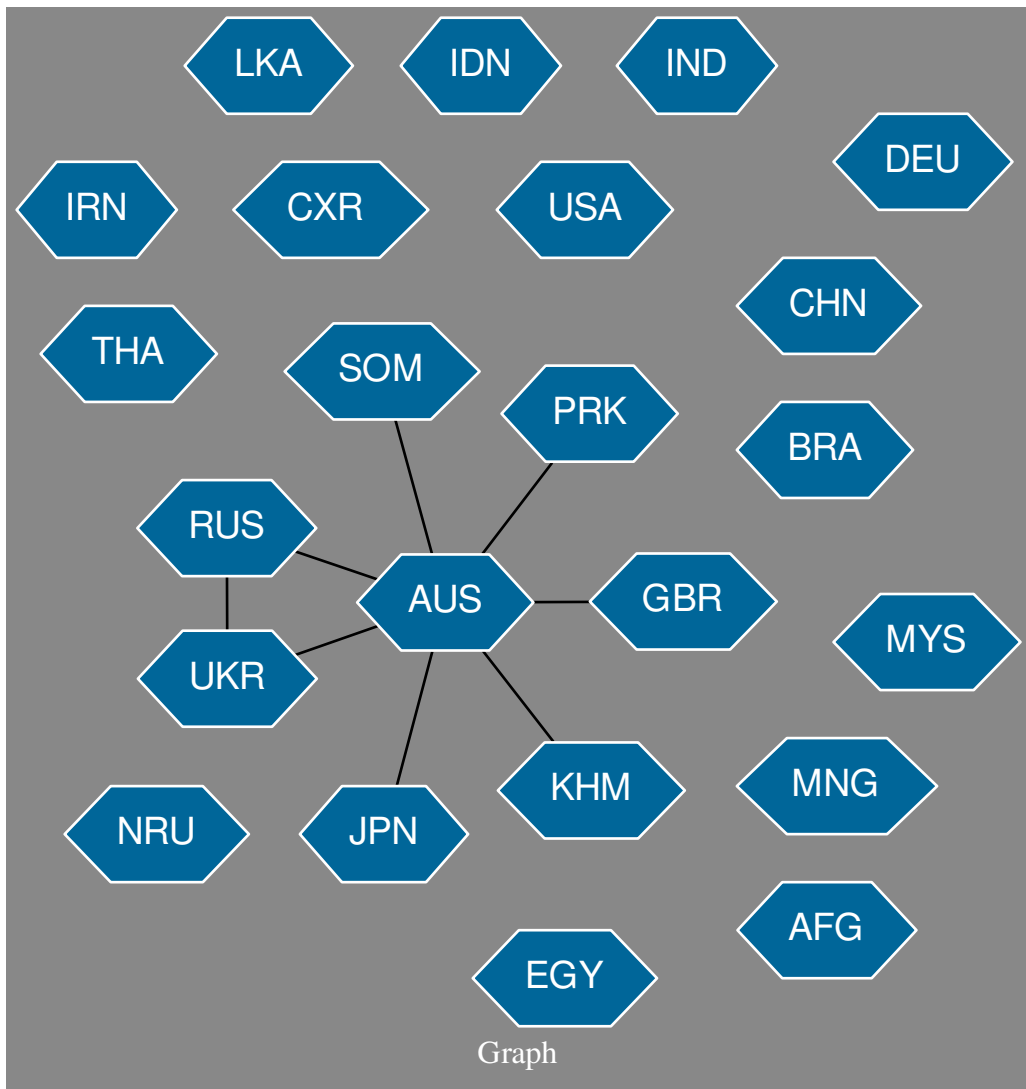 LKA
IDN
IND
DEU
IRN
CXR
USA
CHN
THA
SOM
PRK
BRA
RUS
AUS
GBR
MYS
UKR
KHM
MNG
NRU
JPN
AFG
EGY
Graph